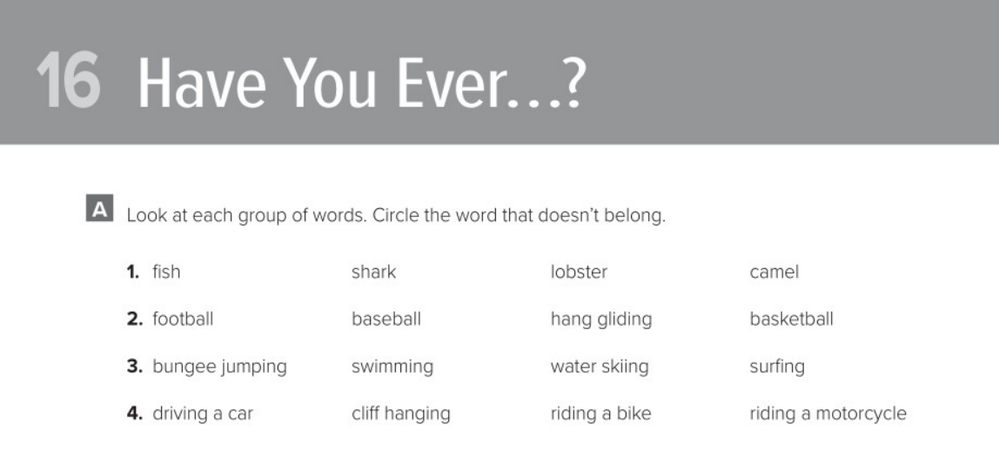 16 Have You Ever...?
A Look at each group of words. Circle the word that doesn't belong.
1. fish shark lobster camel
2. football baseball hang gliding basketball
3. bungee jumping swimming water skiing surfing
4. driving a car cliff hanging riding a bike riding a motorcycle